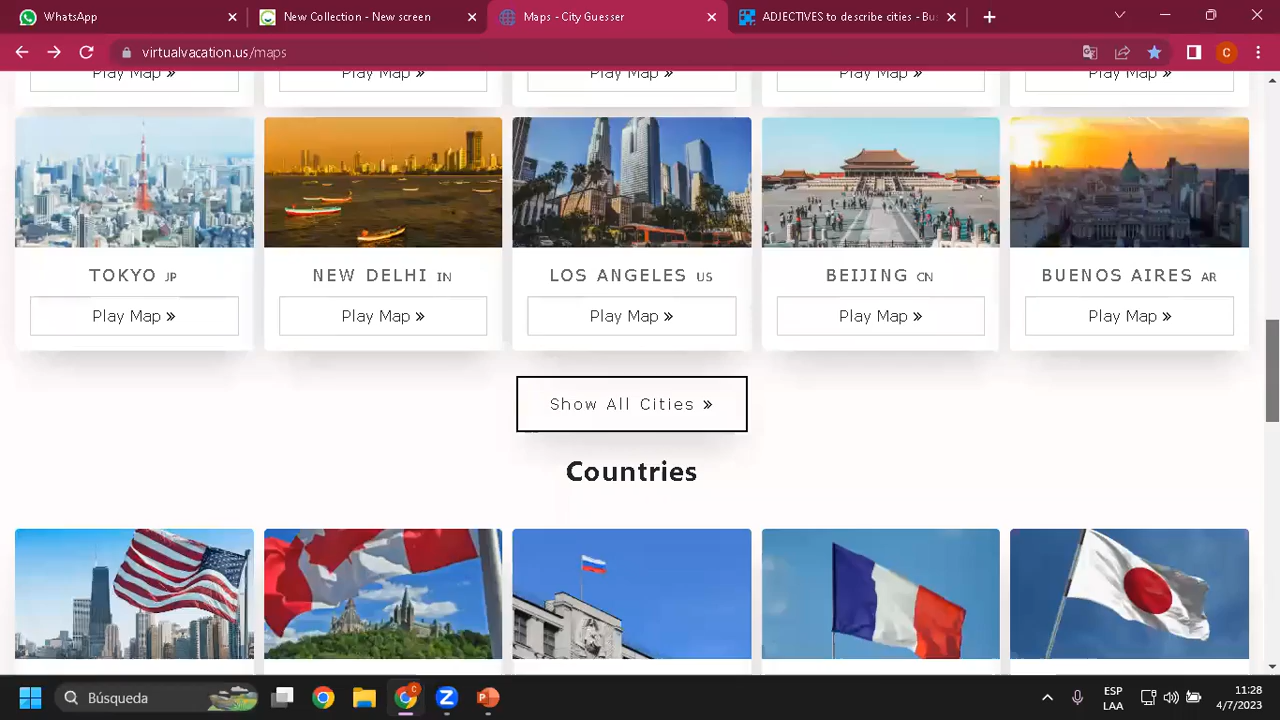 WhatsApp
New Collection - New screen
Maps - City Guesser
ADJECTIVES to describe cities - Bu
virtualvacation.us/maps
C
Play Map »
Play Map »
Play Map »
Play Map »
Play Map »
TOKYO JP
NEW DELHI IN
LOS ANGELES US
BEIJING CN
BUENOS AIRES AR
Play Map »
Play Map »
Play Map »
Play Map »
Play Map »
Show All Cities »
Countries
Búsqueda
ESP
LAA
11:28
4/7/2023